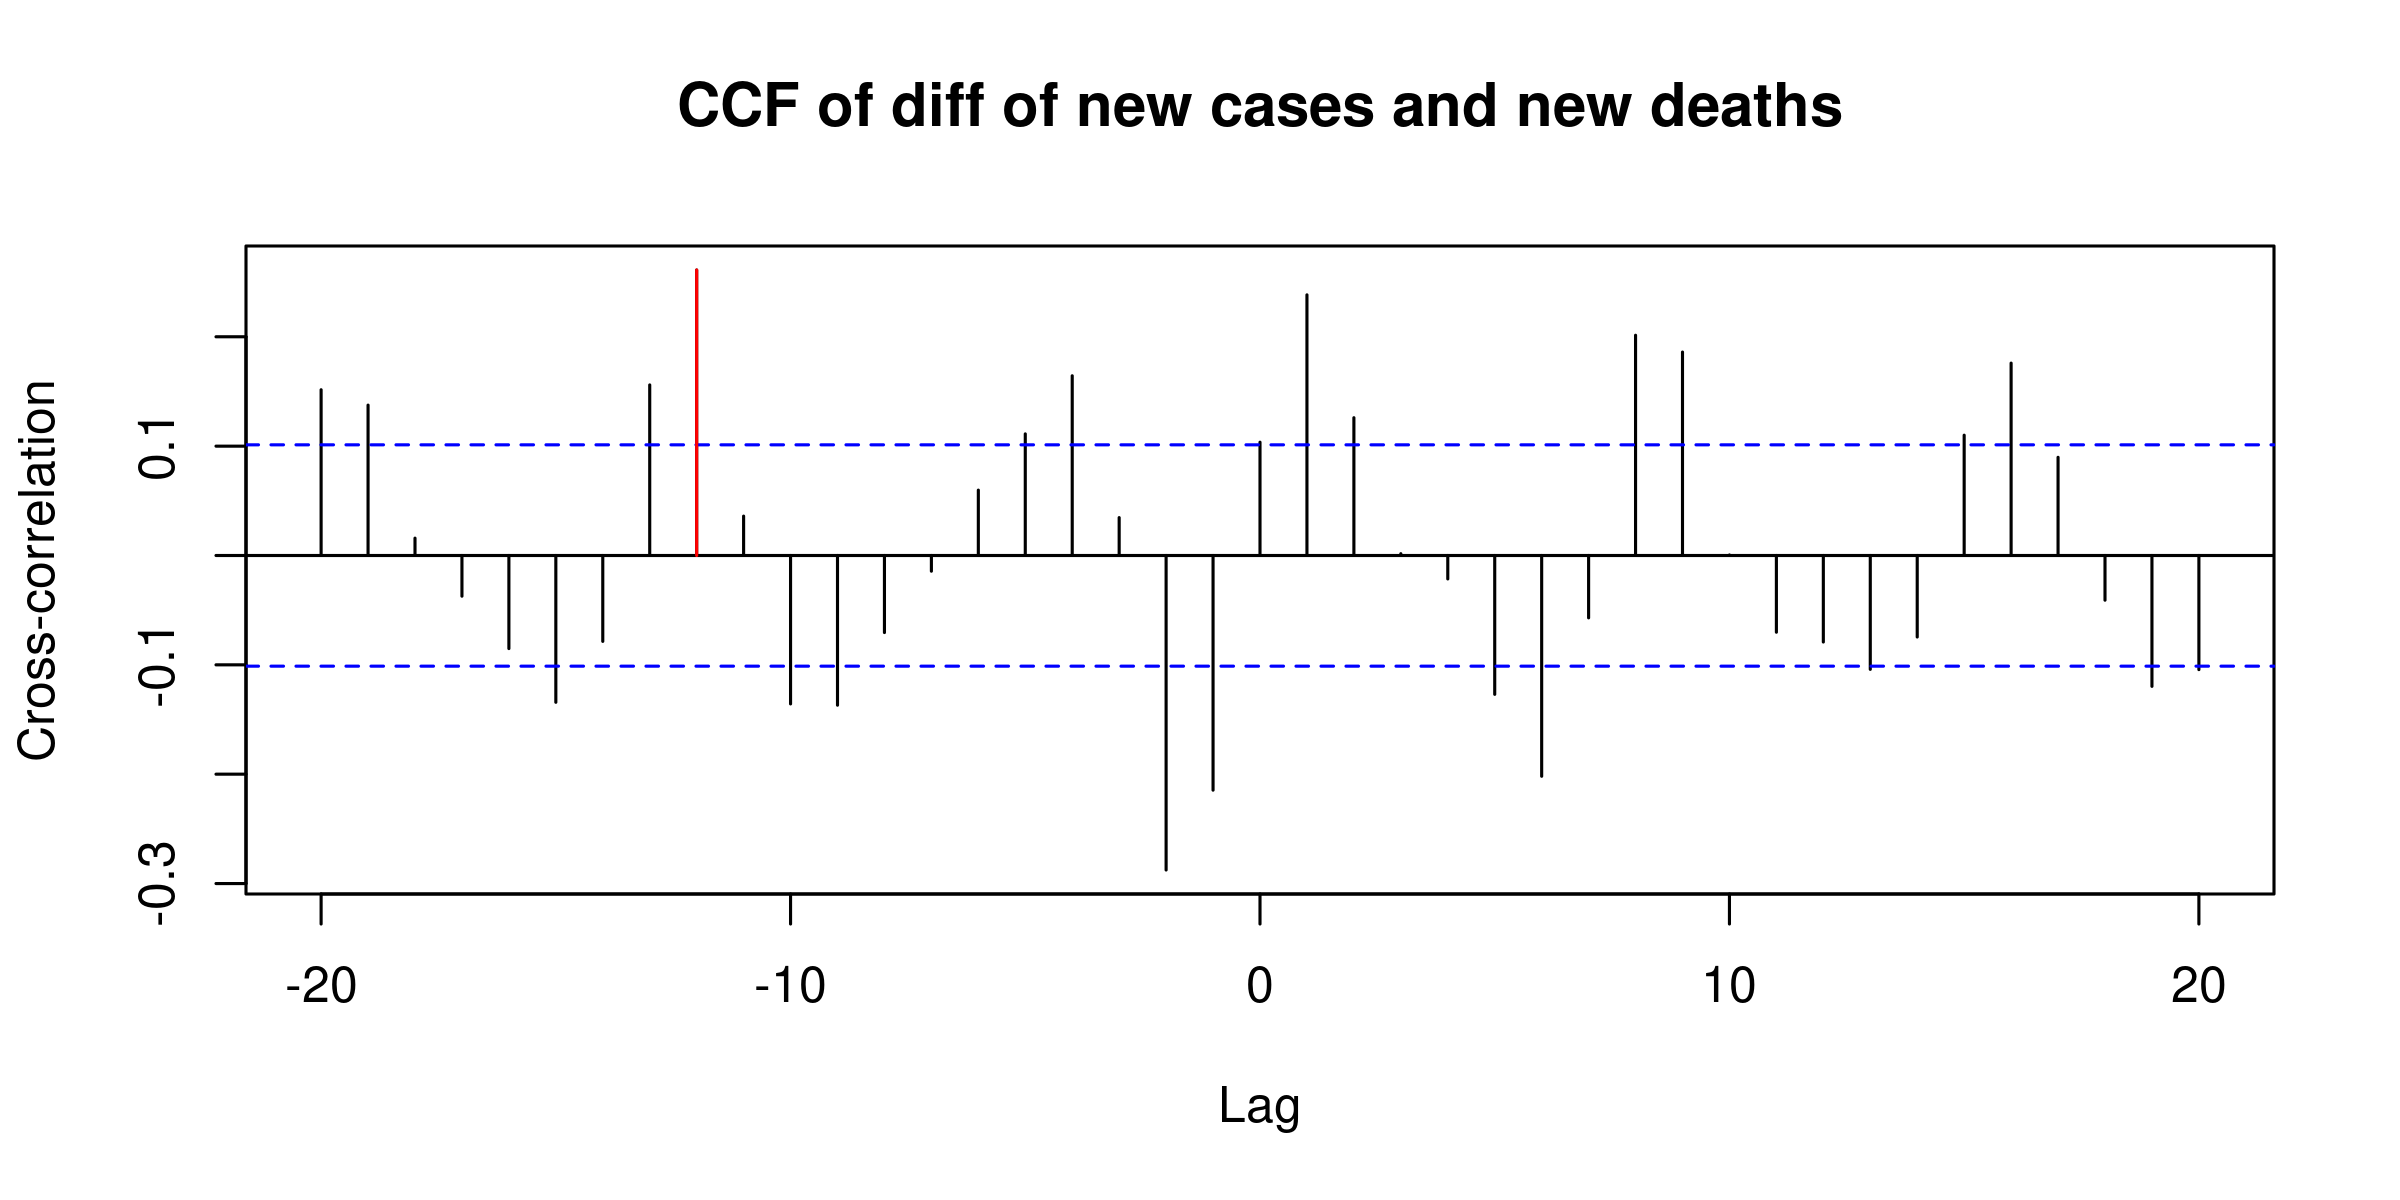 CCF of diff of new cases and new deaths
Cross-correlation
0.1
-0.1
-0.3
-20 -10 0 10 20
Lag